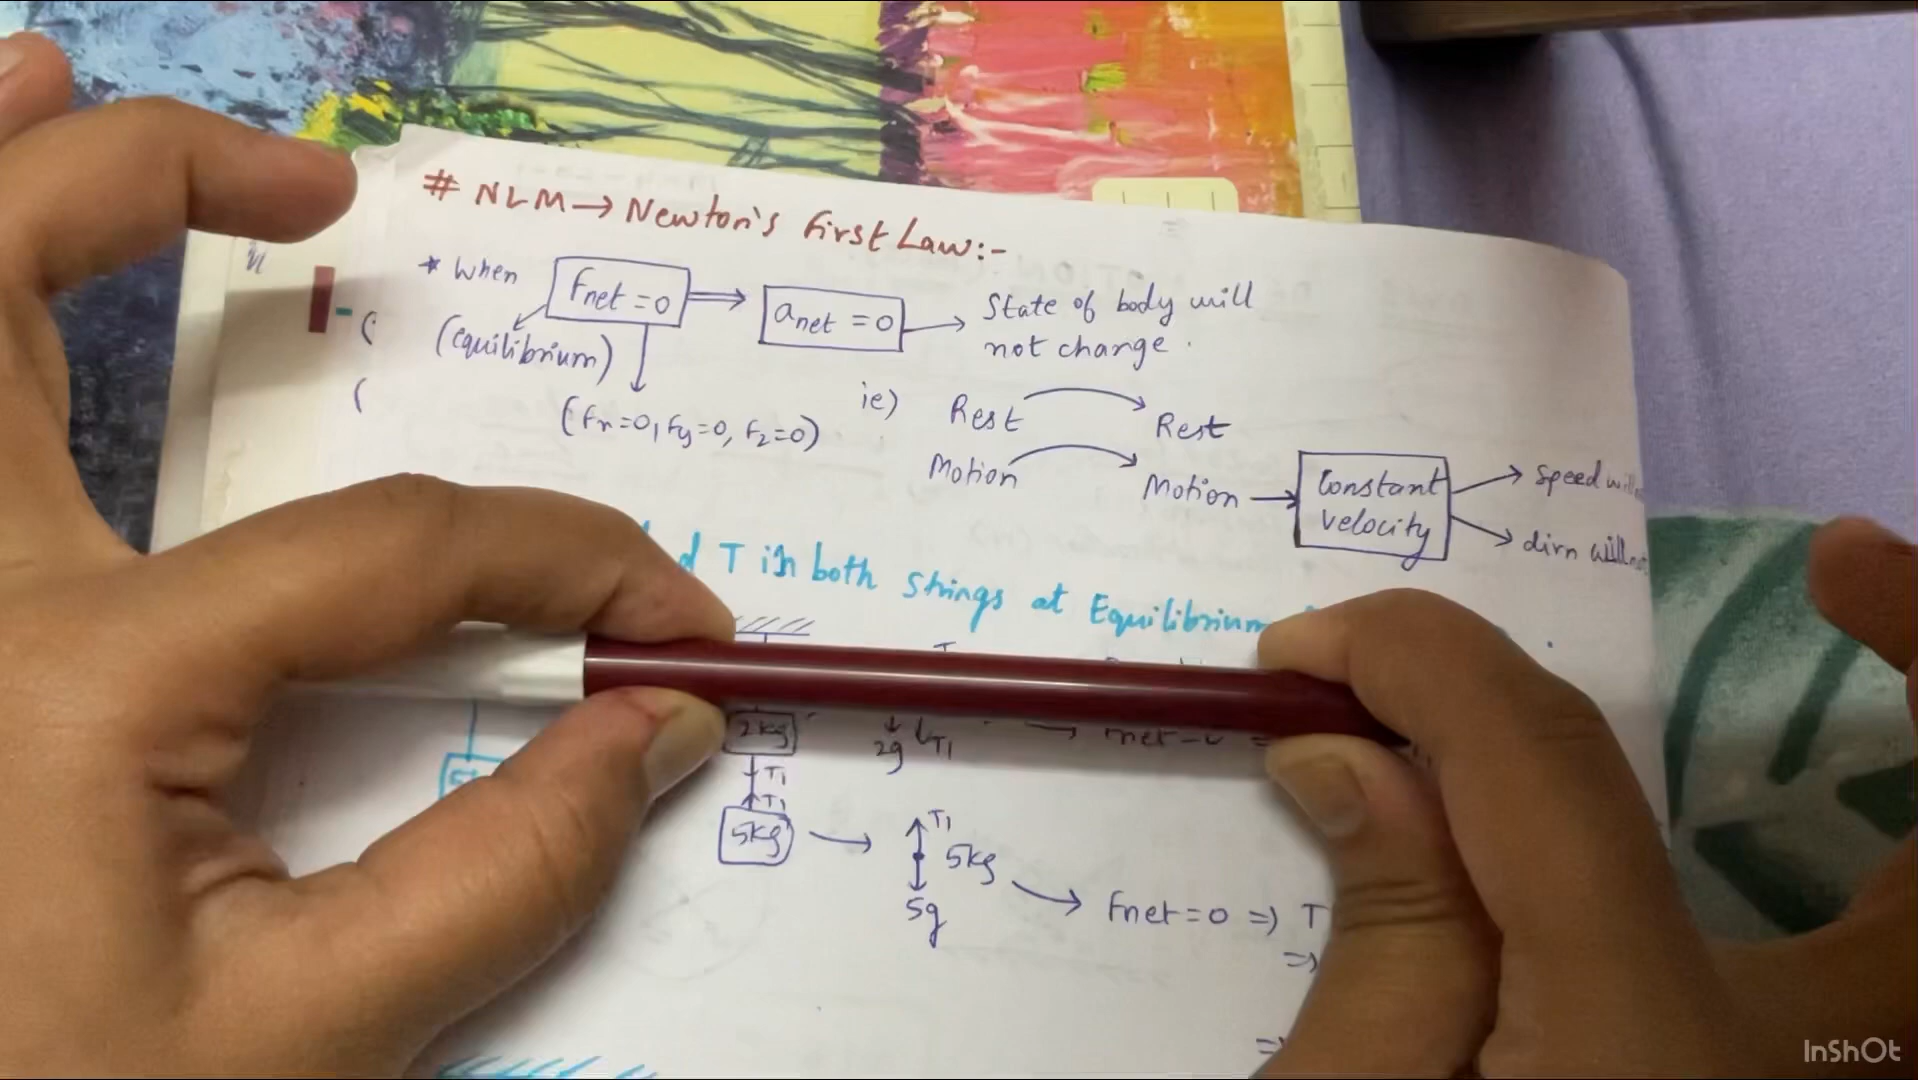 # NLM → Newton's First Law:-
* When Fnet = 0 ⇒ anet = 0 → State of body will
not change.
(equilibrium)
(Fx=0, Fy=0, Fz=0)
ie) Rest Rest
Motion Motion → Constant velocity → speed
→ dirn will
T in both strings at Equilibrium
2kg
2g T1
T1
T1
5kg
T1
5kg
5g
Fnet = 0 => T
=>
=>
InShOt